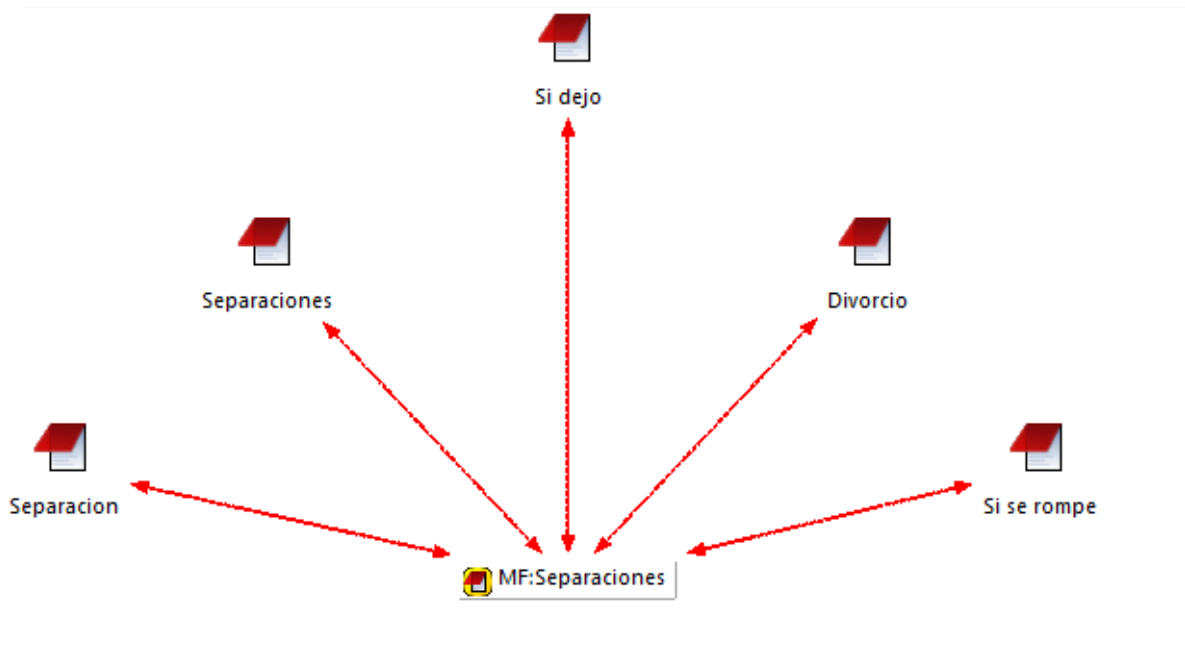 Si dejo
Separaciones
Divorcio
Separacion
Si se rompe
MF:Separaciones